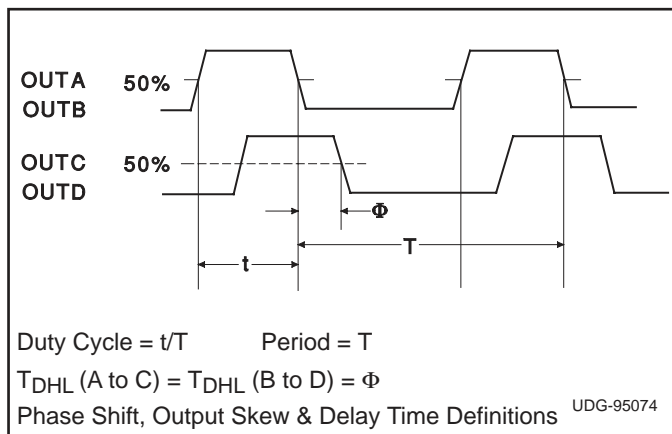 OUTA 50%
OUTB
OUTC 50%
OUTD
Φ
T
t
Duty Cycle = t/T Period = T
TDHL (A to C) = TDHL (B to D) = Φ
Phase Shift, Output Skew & Delay Time Definitions UDG-95074